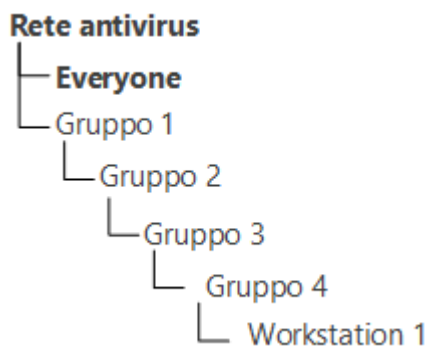 Rete antivirus
Everyone
Gruppo 1
Gruppo 2
Gruppo 3
Gruppo 4
Workstation 1